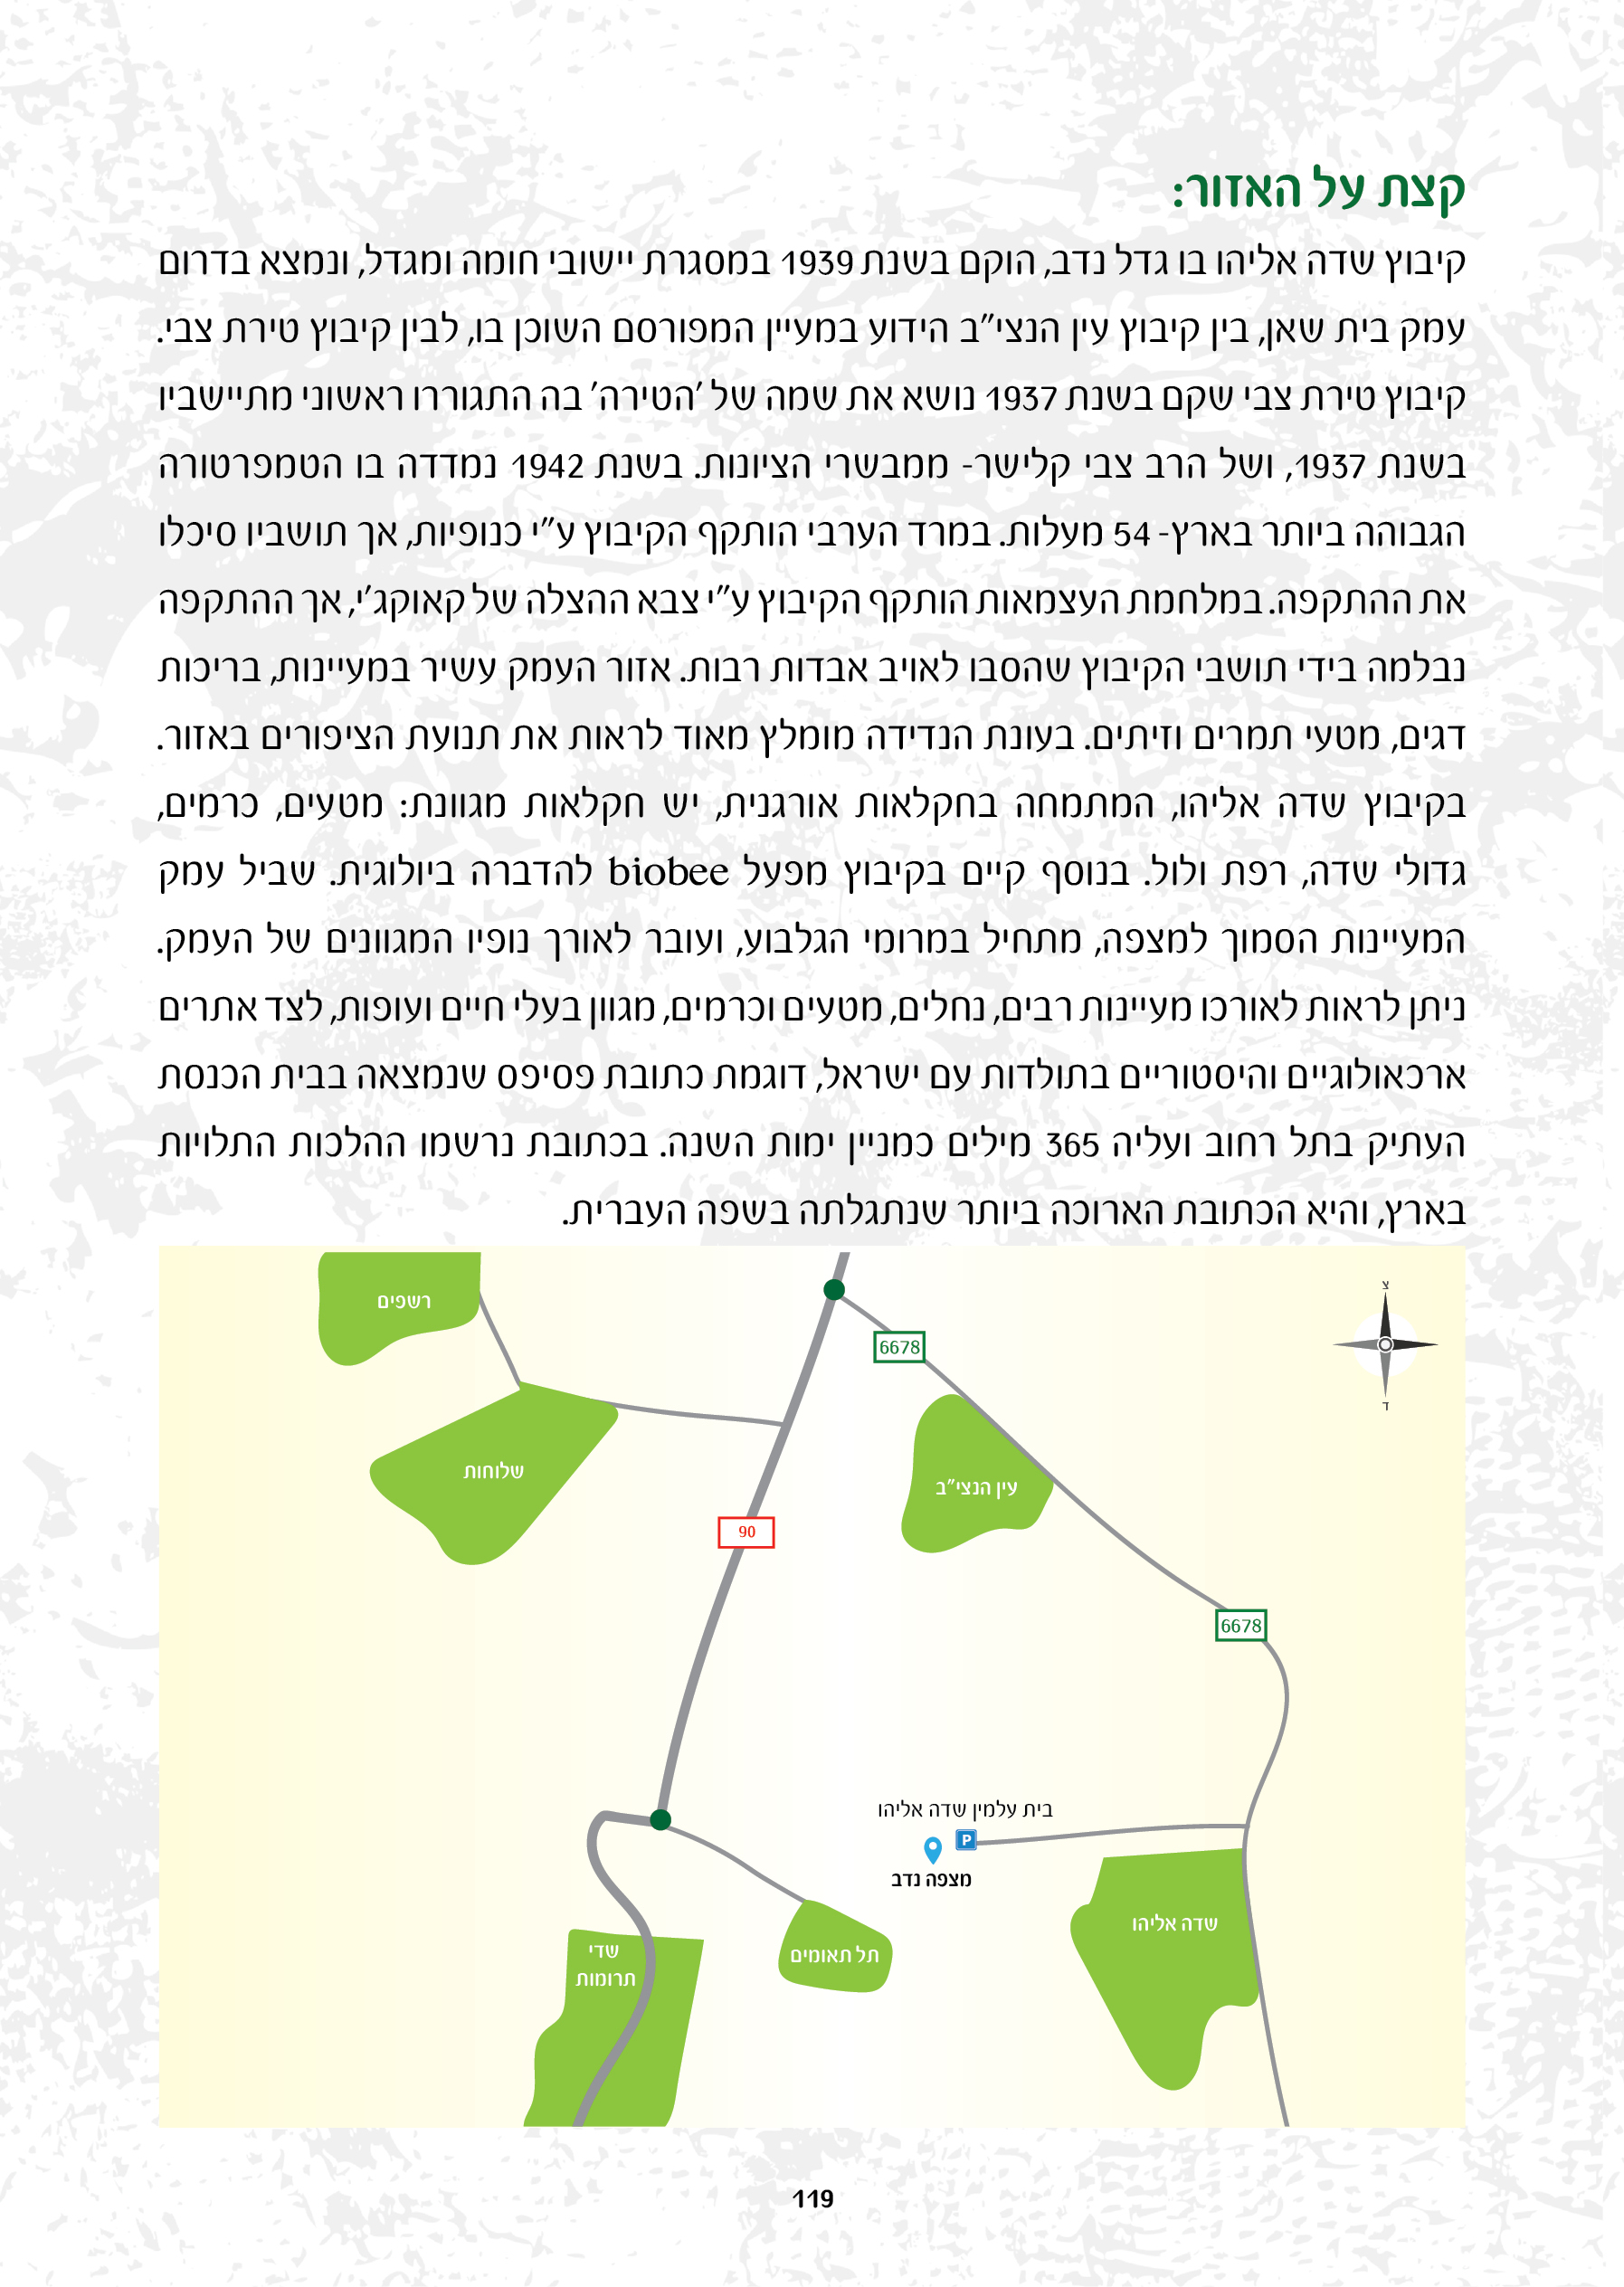 קצת על האזור:
קיבוץ שדה אליהו בו גדל נדב, הוקם בשנת 1939 במסגרת יישובי חומה ומגדל, ונמצא בדרום
עמק בית שאן, בין קיבוץ עין הנצי"ב הידוע במעיין המפורסם השוכן בו, לבין קיבוץ טירת צבי.
קיבוץ טירת צבי שקם בשנת 1937 נושא את שמה של 'הטירה' בה התגוררו ראשוני מתיישביו
בשנת 1937, ושל הרב צבי קלישר- ממבשרי הציונות. בשנת 1942 נמדדה בו הטמפרטורה
הגבוהה ביותר בארץ- 54 מעלות. במרד הערבי הותקף הקיבוץ ע"י כנופיות, אך תושביו סיכלו
את ההתקפה. במלחמת העצמאות הותקף הקיבוץ ע"י צבא ההצלה של קאוקג'י, אך ההתקפה
נבלמה בידי תושבי הקיבוץ שהסבו לאויב אבדות רבות. אזור העמק עשיר במעיינות, בריכות
דגים, מטעי תמרים וזיתים. בעונת הנדידה מומלץ מאוד לראות את תנועת הציפורים באזור.
בקיבוץ שדה אליהו, המתמחה בחקלאות אורגנית, יש חקלאות מגוונת: מטעים, כרמים,
גדולי שדה, רפת ולול. בנוסף קיים בקיבוץ מפעל biobee להדברה ביולוגית. שביל עמק
המעיינות הסמוך למצפה, מתחיל במרומי הגלבוע, ועובר לאורך נופיו המגוונים של העמק.
ניתן לראות לאורכו מעיינות רבים, נחלים, מטעים וכרמים, מגוון בעלי חיים ועופות, לצד אתרים
ארכאולוגיים והיסטוריים בתולדות עם ישראל, דוגמת כתובת פסיפס שנמצאה בבית הכנסת
העתיק בתל רחוב ועליה 365 מילים כמניין ימות השנה. בכתובת נרשמו ההלכות התלויות
בארץ, והיא הכתובת הארוכה ביותר שנתגלתה בשפה העברית.
צ
רשפים
6678
ד
שלוחות
עין הנצי"ב
90
6678
בית עלמין שדה אליהו
P
מצפה נדב
שדה אליהו
שדי
תרומות
תל תאומים
119